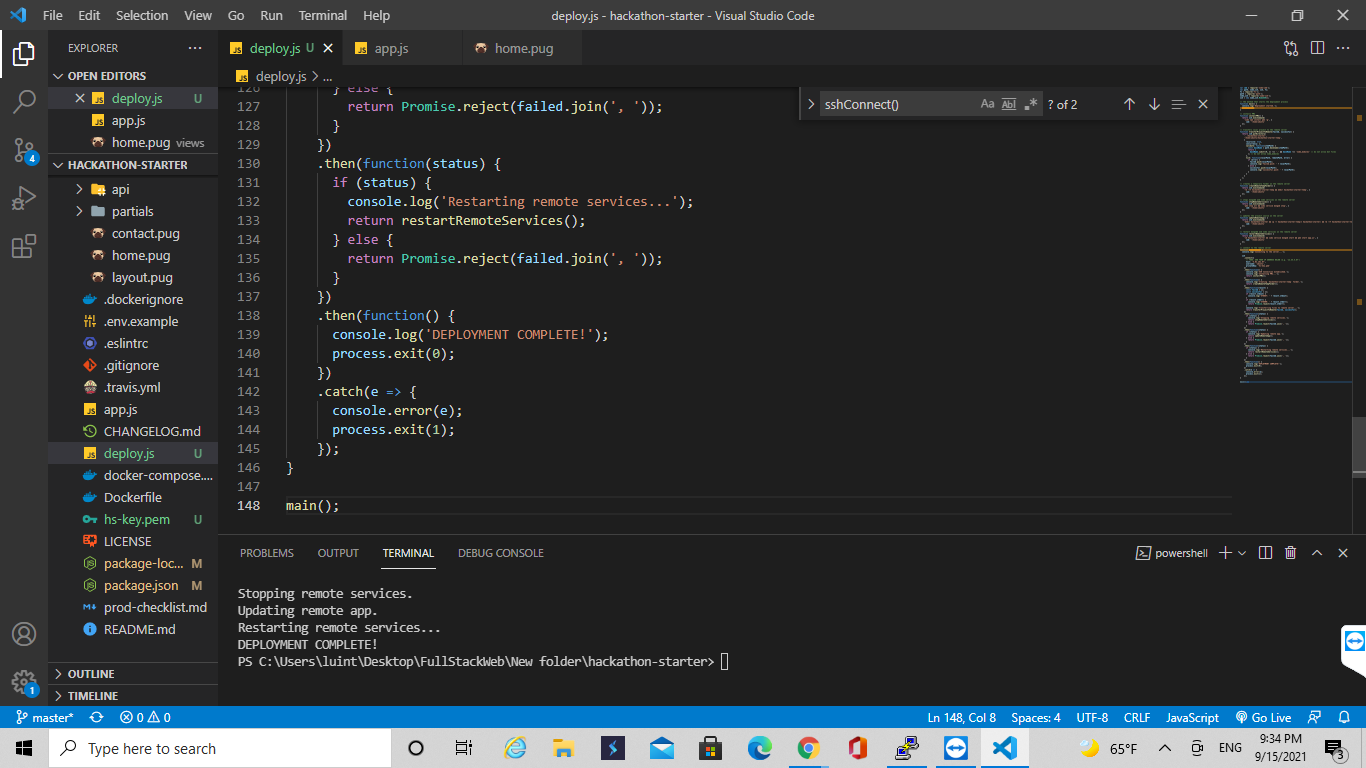 File Edit Selection View Go Run Terminal Help deploy.js - hackathon-starter - Visual Studio Code
EXPLORER
OPEN EDITORS
deploy.js U
app.js
home.pug views
HACKATHON-STARTER
api
partials
contact.pug
home.pug
layout.pug
.dockerignore
.env.example
.eslintrc
.gitignore
.travis.yml
app.js
CHANGELOG.md
deploy.js U
docker-compose....
Dockerfile
hs-key.pem U
LICENSE
package-loc... M
package.json M
prod-checklist.md
README.md
OUTLINE
TIMELINE
4
1
deploy.js U app.js home.pug
deploy.js > ...
sshConnect() Aa Abl .* ? of 2
126 } else {
127 return Promise.reject(failed.join(', '));
128 }
129 })
130 .then(function(status) {
131 if (status) {
132 console.log('Restarting remote services...');
133 return restartRemoteServices();
134 } else {
135 return Promise.reject(failed.join(', '));
136 }
137 })
138 .then(function() {
139 console.log('DEPLOYMENT COMPLETE!');
140 process.exit(0);
141 })
142 .catch(e => {
143 console.error(e);
144 process.exit(1);
145 });
146 }
147
148 main();
PROBLEMS OUTPUT TERMINAL DEBUG CONSOLE powershell
Stopping remote services.
Updating remote app.
Restarting remote services...
DEPLOYMENT COMPLETE!
PS C:\Users\luint\Desktop\FullStackWeb\New folder\hackathon-starter>
master* 0 0 Ln 148, Col 8 Spaces: 4 UTF-8 CRLF JavaScript Go Live
Type here to search 65°F ENG 9:34 PM
9/15/2021 3